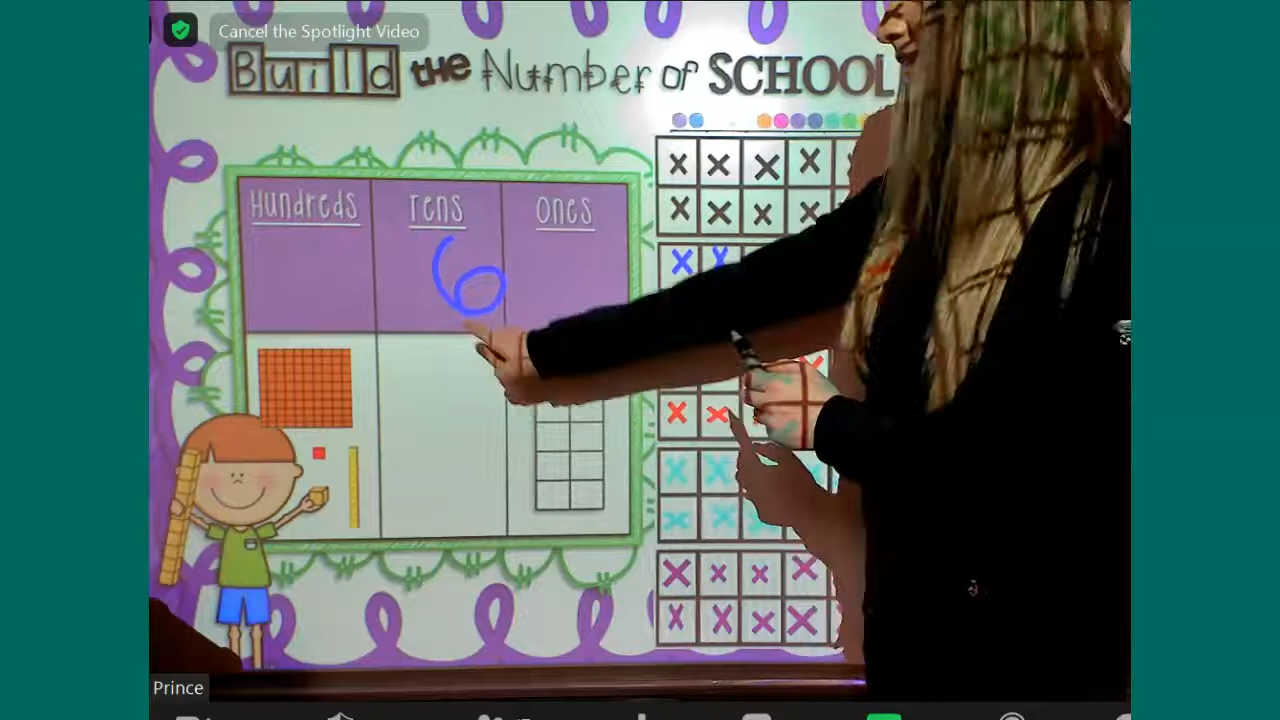 Cancel the Spotlight Video
Build the Number of SCHOOL
Hundreds Tens Ones
6
Prince